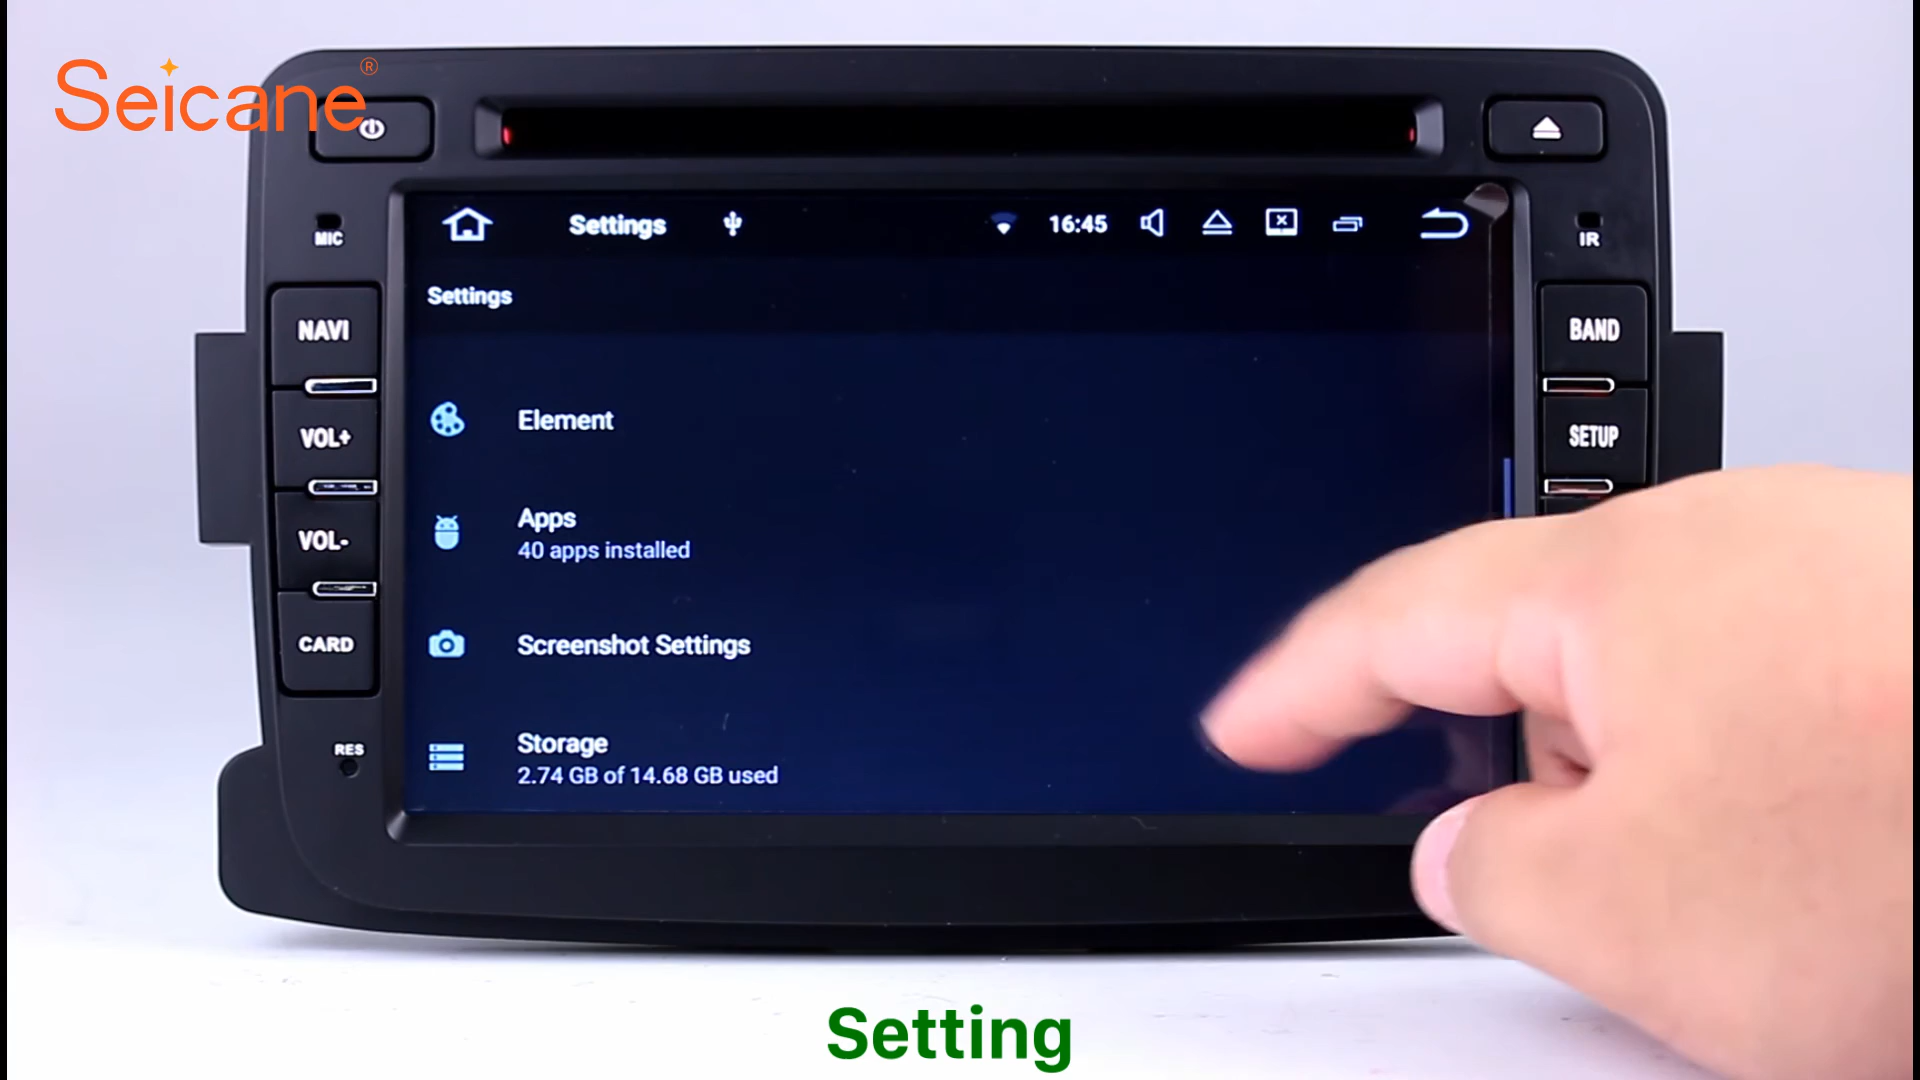 Seicane®
MIC
IR
Settings
16:45
Settings
NAVI
BAND
Element
VOL+
SETUP
Apps
40 apps installed
VOL-
Screenshot Settings
CARD
Storage
2.74 GB of 14.68 GB used
RES
Setting